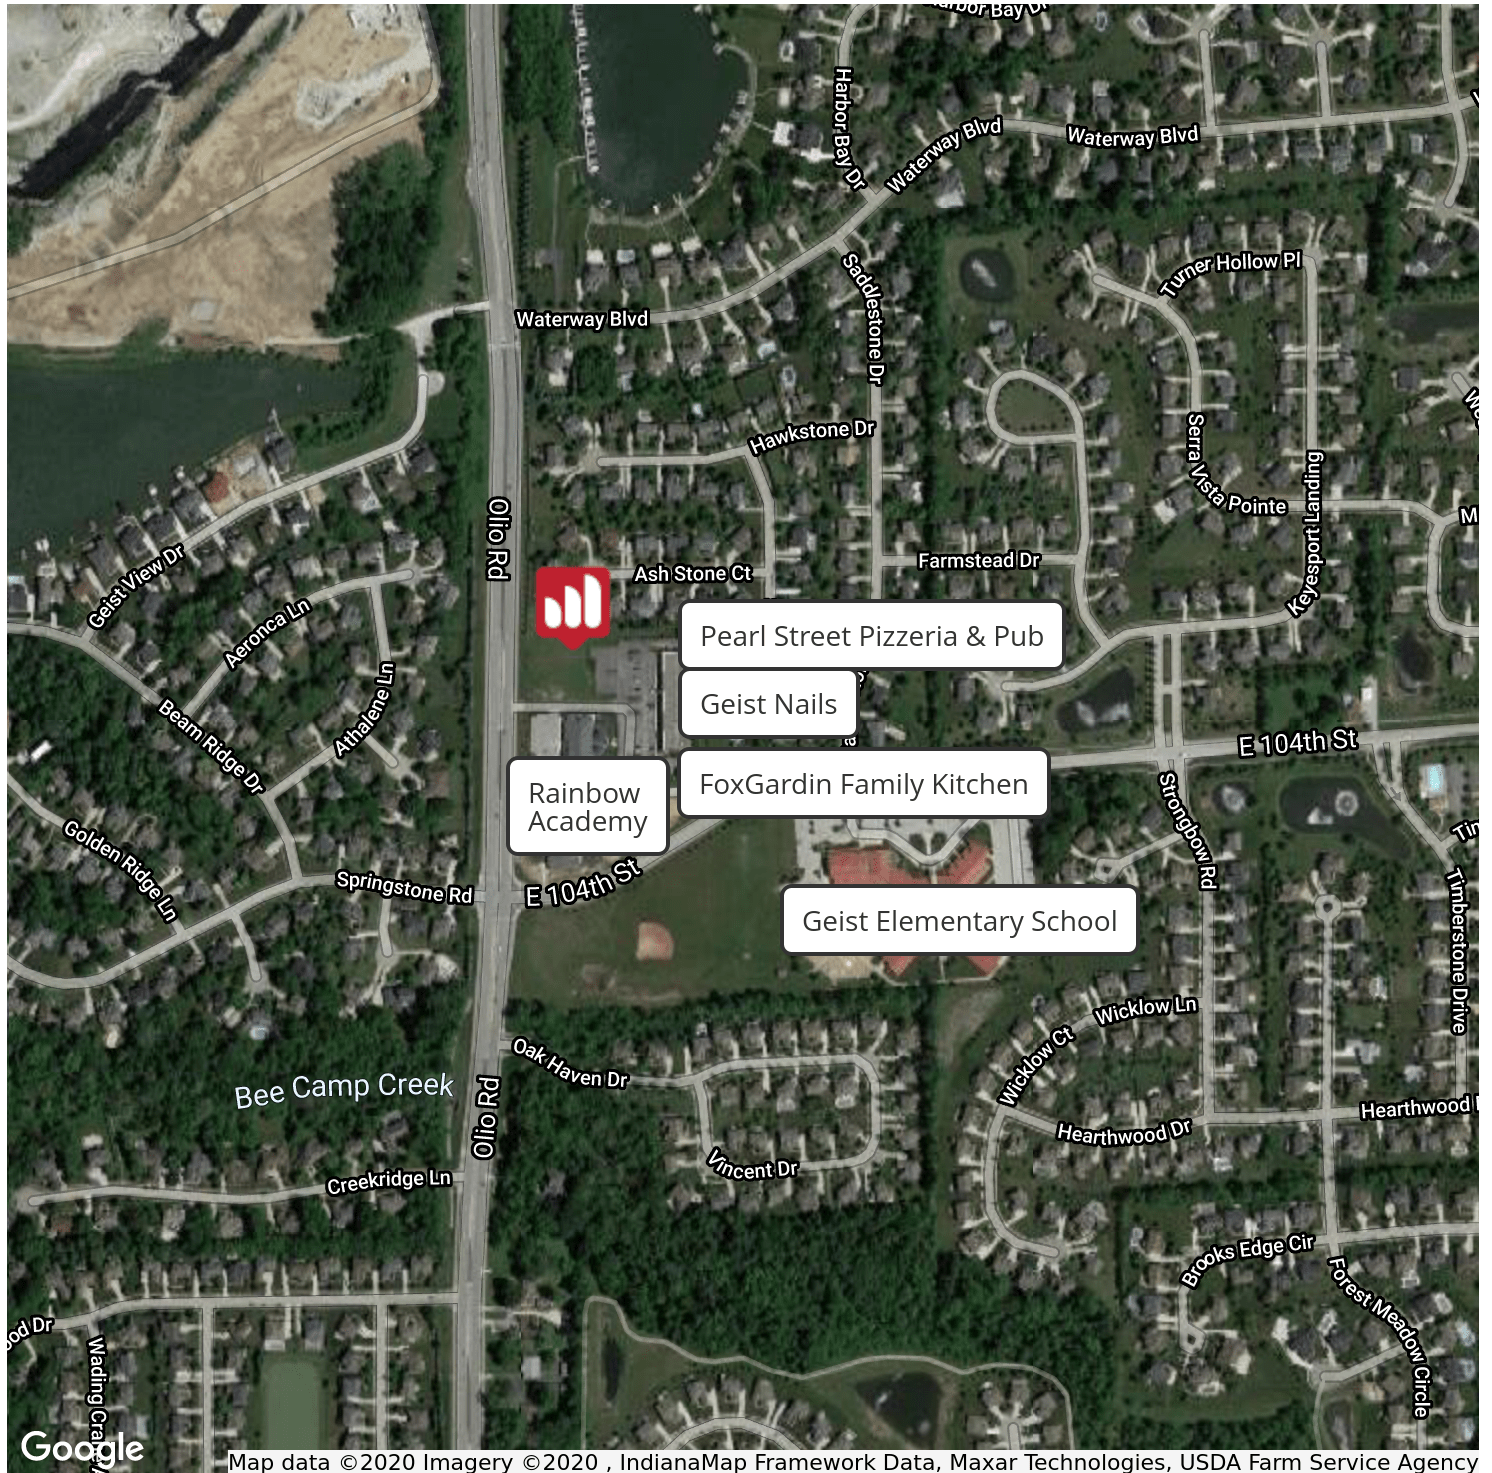 Harbor Bay Dr
Waterway Blvd
Waterway Blvd
Saddlestone Dr
Turner Hollow Pl
Waterway Blvd
Hawkstone Dr
Serra Vista Pointe
Keyesport Landing
Olio Rd
Geist View Dr
Ash Stone Ct
Farmstead Dr
Aeronca Ln
Pearl Street Pizzeria & Pub
Athalene Ln
Geist Nails
Beam Ridge Dr
E 104th St
FoxGardin Family Kitchen
Rainbow
Academy
Strongbow Rd
Golden Ridge Ln
Springstone Rd
E 104th St
Timberstone Drive
Geist Elementary School
Wicklow Ln
Wicklow Ct
Oak Haven Dr
Bee Camp Creek
Olio Rd
Hearthwood
Hearthwood Dr
Vincent Dr
Creekridge Ln
Brooks Edge Cir
Forest Meadow Circle
Google
Map data ©2020 Imagery ©2020 , IndianaMap Framework Data, Maxar Technologies, USDA Farm Service Agency